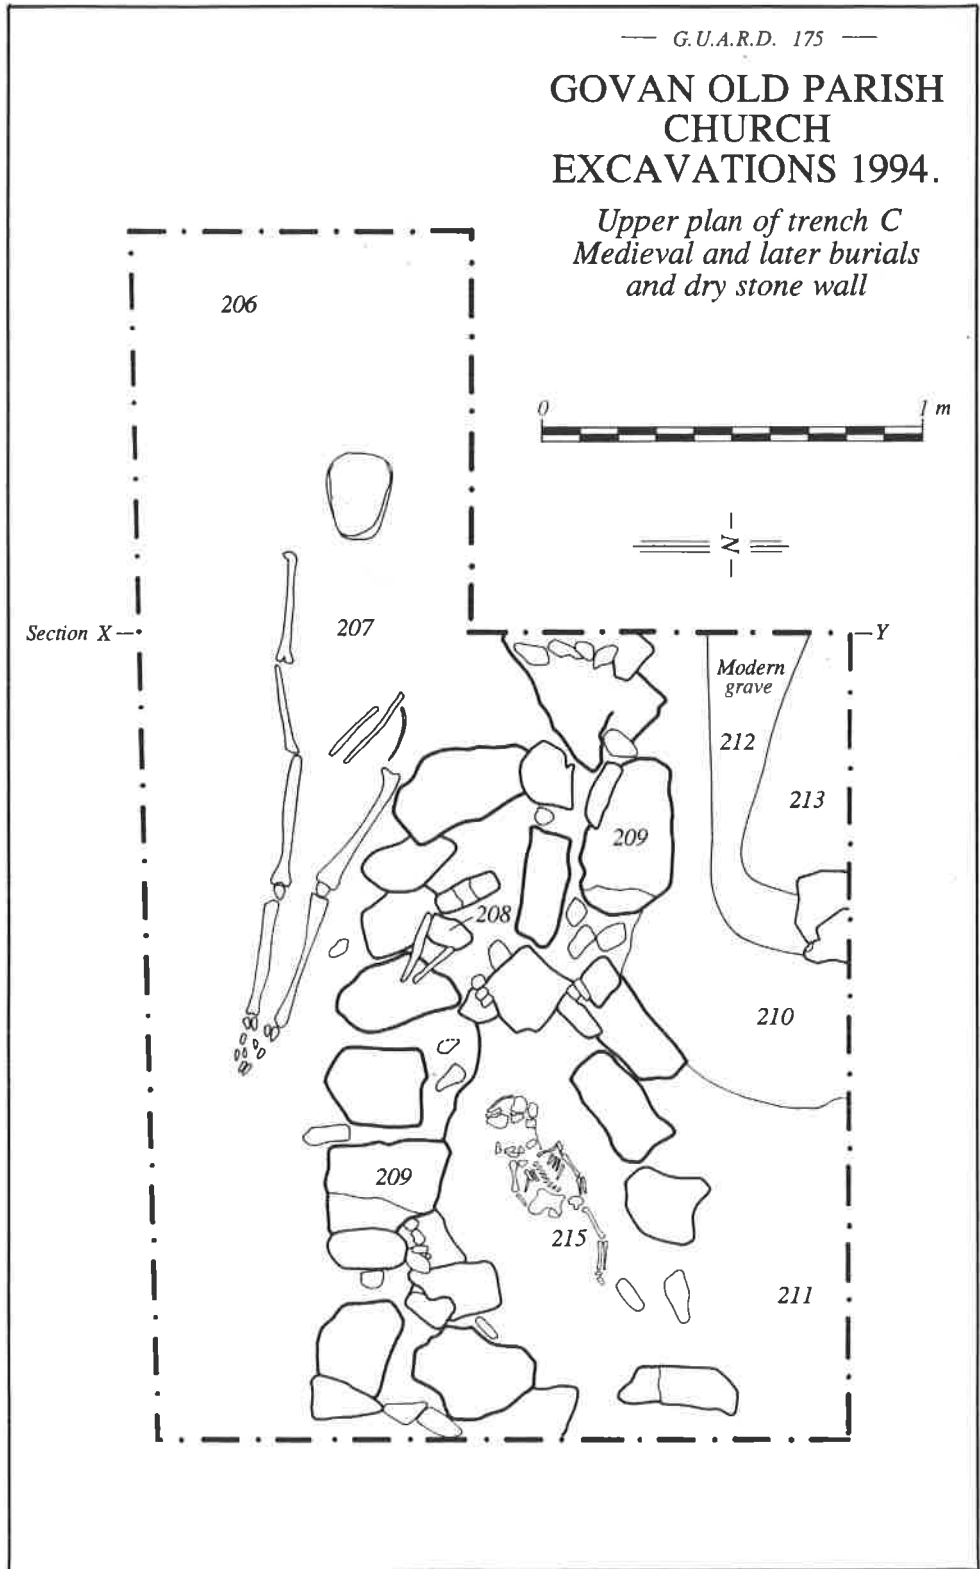 G.U.A.R.D. 175
GOVAN OLD PARISH
CHURCH
EXCAVATIONS 1994.
Upper plan of trench C
Medieval and later burials
and dry stone wall
206
0 1 m
N
Section X 207 Y
Modern
grave
212
213
209
208
210
209
215
211